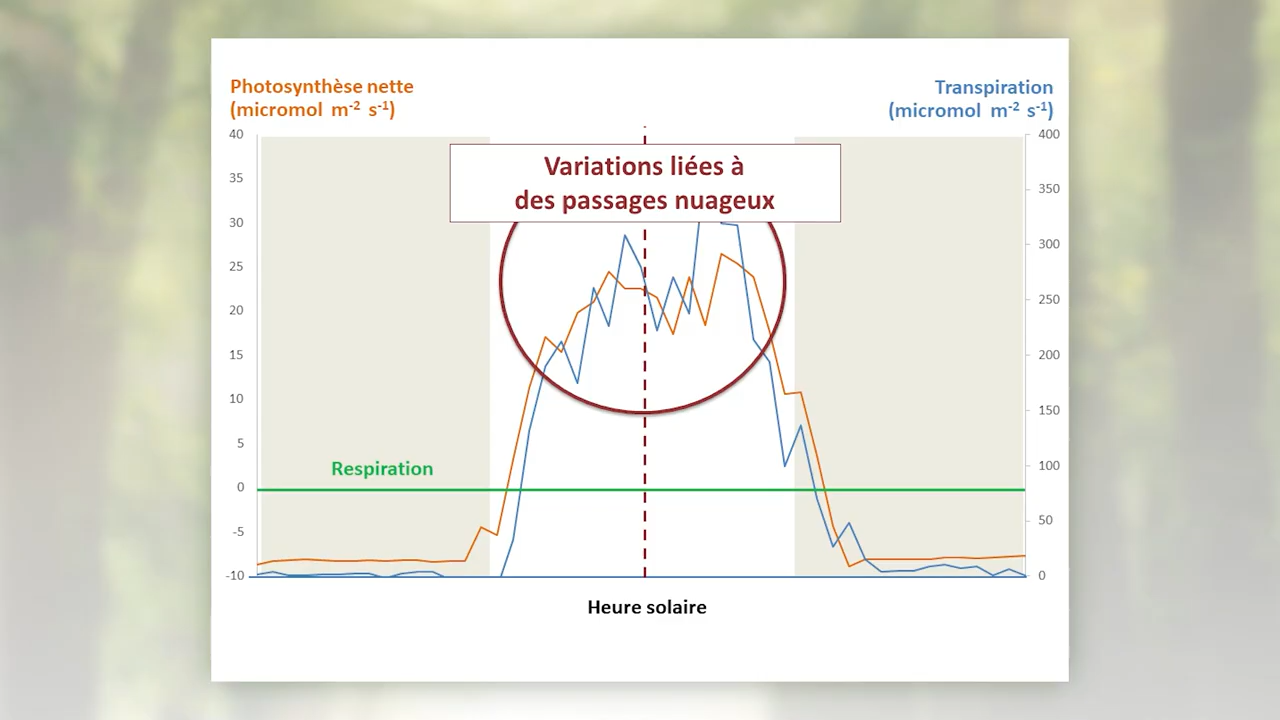 Photosynthèse nette
(micromol m-2 s-1)
Transpiration
(micromol m-2 s-1)
40
35
30
25
20
15
10
5
0
-5
-10
Variations liées à
des passages nuageux
Respiration
400
350
300
250
200
150
100
50
0
Heure solaire